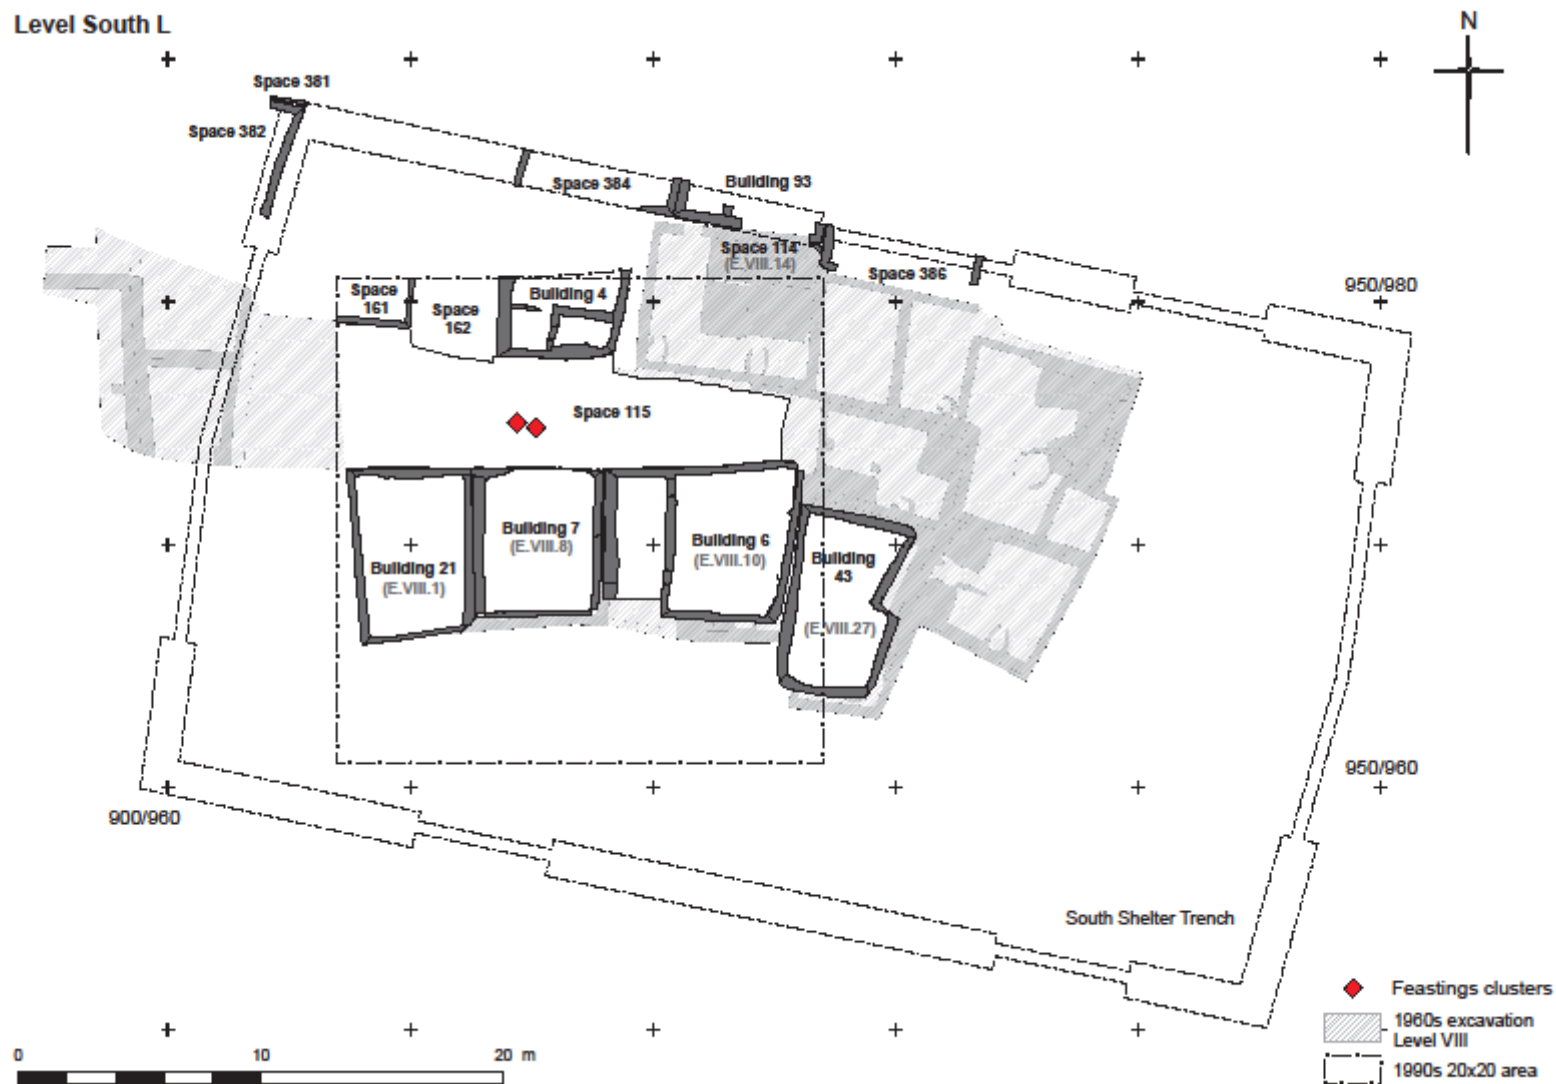 Level South L
N
Space 381
Space 382
Space 384
Building 93
Space 114
(E.VIII.14)
Space 386
950/980
Space
161
Space
162
Building 4
Space 115
Building 7
(E.VIII.8)
Building 6
(E.VIII.10)
Building 21
(E.VIII.1)
Building
43
(E.VIII.27)
950/960
900/960
South Shelter Trench
Feastings clusters
1960s excavation
Level VIII
1990s 20x20 area
0 10 20 m